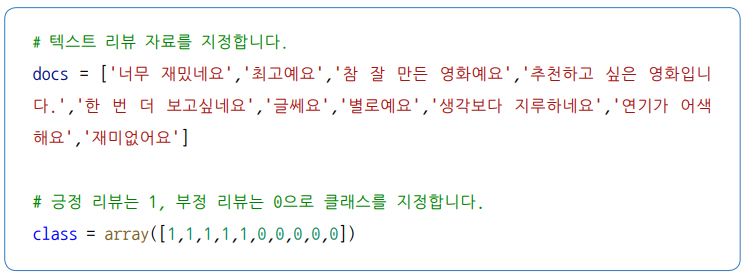 # 텍스트 리뷰 자료를 지정합니다.
docs = ['너무 재밌네요','최고예요','참 잘 만든 영화예요','추천하고 싶은 영화입니
다.','한 번 더 보고싶네요','글쎄요','별로예요','생각보다 지루하네요','연기가 어색
해요','재미없어요']
# 긍정 리뷰는 1, 부정 리뷰는 0으로 클래스를 지정합니다.
class = array([1,1,1,1,1,0,0,0,0,0])